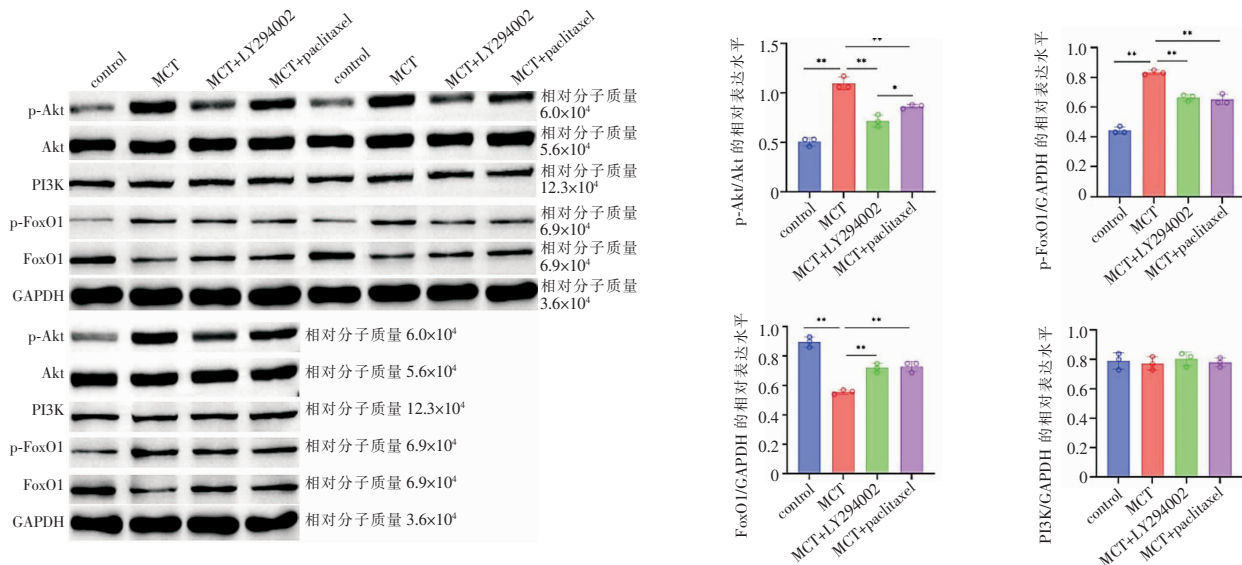 control MCT MCT+LY294002 MCT+paclitaxel control MCT MCT+LY294002 MCT+paclitaxel
p-Akt 相对分子质量
6.0×10⁴
Akt 相对分子质量
5.6×10⁴
PI3K 相对分子质量
12.3×10⁴
p-FoxO1 相对分子质量
6.9×10⁴
FoxO1 相对分子质量
6.9×10⁴
GAPDH 相对分子质量
3.6×10⁴
p-Akt 相对分子质量 6.0×10⁴
Akt 相对分子质量 5.6×10⁴
PI3K 相对分子质量 12.3×10⁴
p-FoxO1 相对分子质量 6.9×10⁴
FoxO1 相对分子质量 6.9×10⁴
GAPDH 相对分子质量 3.6×10⁴
p-Akt/Akt 的相对表达水平
1.5
1.0
0.5
0
** ** ** *
control MCT MCT+LY294002 MCT+paclitaxel
p-FoxO1/GAPDH 的相对表达水平
1.0
0.8
0.6
0.4
0.2
0
** ** **
control MCT MCT+LY294002 MCT+paclitaxel
FoxO1/GAPDH 的相对表达水平
1.0
0.8
0.6
0.4
0.2
0
** ** **
control MCT MCT+LY294002 MCT+paclitaxel
PI3K/GAPDH 的相对表达水平
1.0
0.8
0.6
0.4
0.2
0
control MCT MCT+LY294002 MCT+paclitaxel